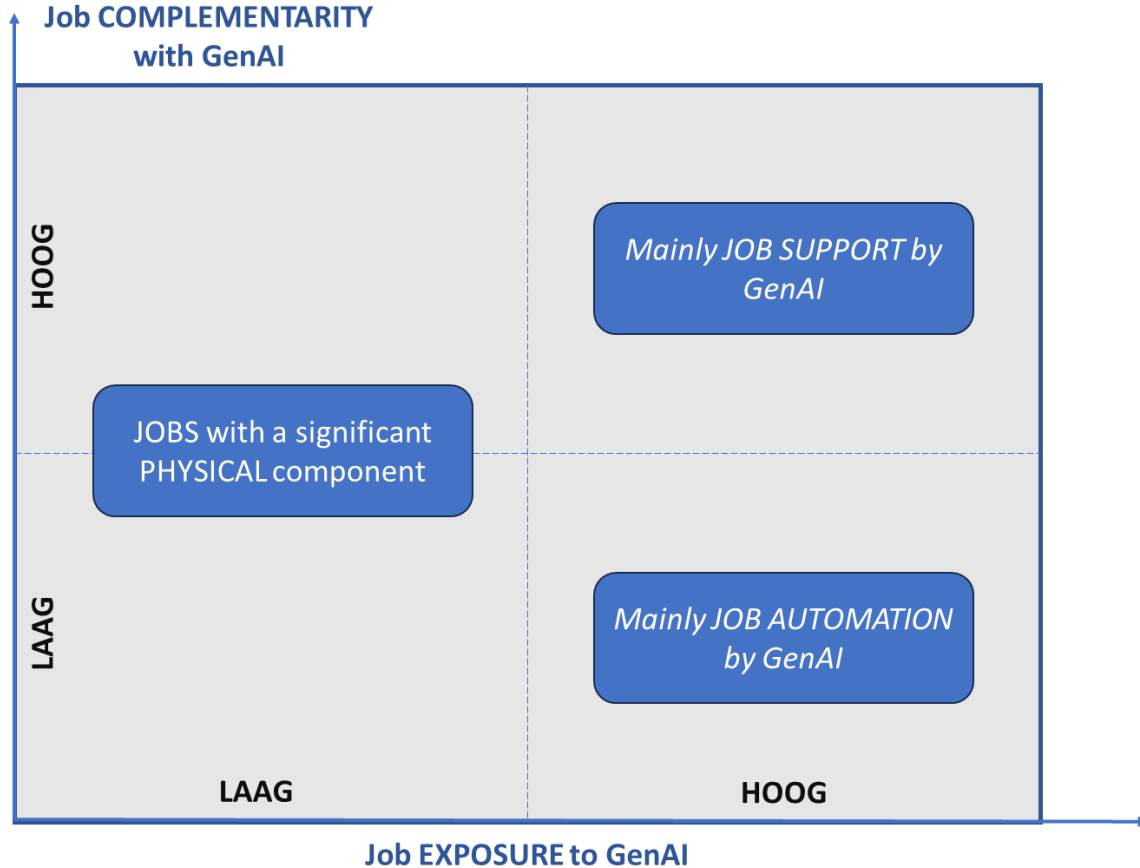 Job COMPLEMENTARITY
with GenAI
HOOG
Mainly JOB SUPPORT by
GenAI
JOBS with a significant
PHYSICAL component
LAAG
Mainly JOB AUTOMATION
by GenAI
LAAG
HOOG
Job EXPOSURE to GenAI